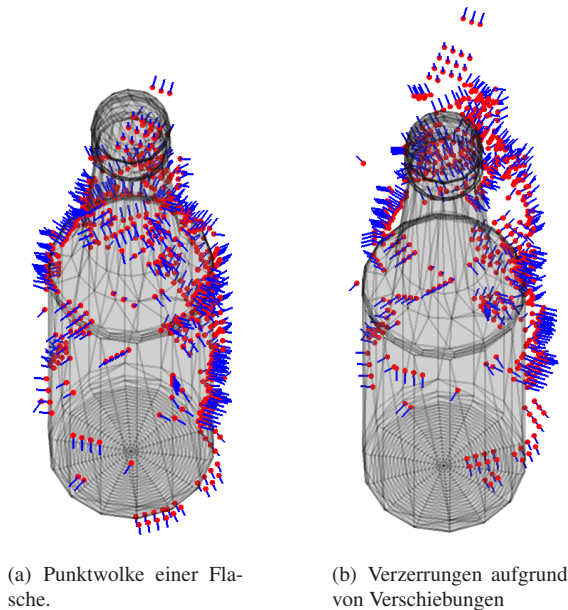 (a) Punktwolke einer Fla-
sche.
(b) Verzerrungen aufgrund
von Verschiebungen